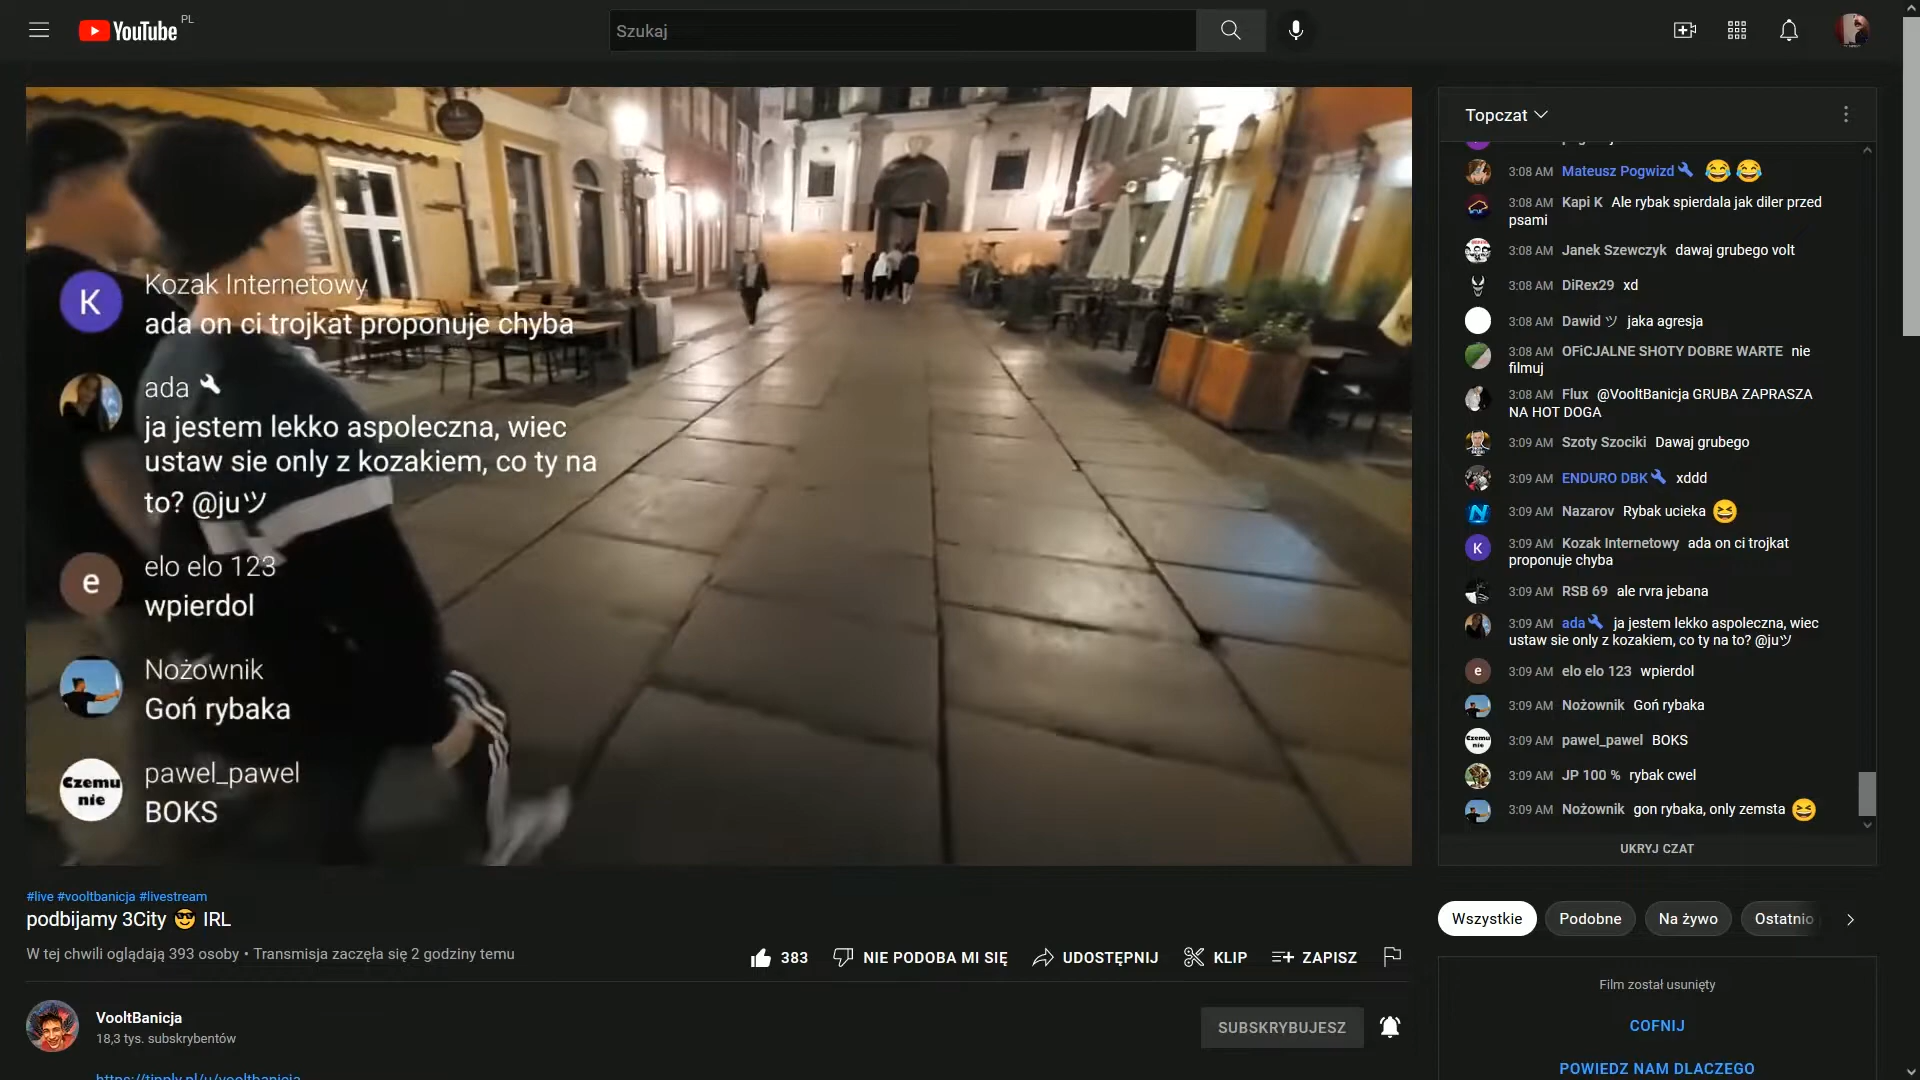 YouTube PL
Szukaj
Kozak Internetowy
ada on ci trojkat proponuje chyba
ada
ja jestem lekko aspoleczna, wiec
ustaw sie only z kozakiem, co ty na
to? @juツ
elo elo 123
wpierdol
Nożownik
Goń rybaka
Czemu
nie
pawel_pawel
BOKS
#live #vooltbanicja #livestream
podbijamy 3City 😎 IRL
W tej chwili oglądają 393 osoby • Transmisja zaczęła się 2 godziny temu
383 NIE PODOBA MI SIĘ UDOSTĘPNIJ KLIP ZAPISZ
VooltBanicja
18,3 tys. subskrybentów
SUBSKRYBUJESZ
https://tipply.pl/u/vooltbanicja
Topczat
3:08 AM Mateusz Pogwizd 😂 😂
3:08 AM Kapi K Ale rybak spierdala jak diler przed
psami
3:08 AM Janek Szewczyk dawaj grubego volt
3:08 AM DiRex29 xd
3:08 AM Dawid ツ jaka agresja
3:08 AM OFiCJALNE SHOTY DOBRE WARTE nie
filmuj
3:08 AM Flux @VooltBanicja GRUBA ZAPRASZA
NA HOT DOGA
3:09 AM Szoty Szociki Dawaj grubego
3:09 AM ENDURO DBK xddd
3:09 AM Nazarov Rybak ucieka 😆
3:09 AM Kozak Internetowy ada on ci trojkat
proponuje chyba
3:09 AM RSB 69 ale rvra jebana
3:09 AM ada ja jestem lekko aspoleczna, wiec
ustaw sie only z kozakiem, co ty na to? @juツ
3:09 AM elo elo 123 wpierdol
3:09 AM Nożownik Goń rybaka
3:09 AM pawel_pawel BOKS
3:09 AM JP 100 % rybak cwel
3:09 AM Nożownik gon rybaka, only zemsta 😆
UKRYJ CZAT
Wszystkie Podobne Na żywo Ostatnio
Film został usunięty
COFNIJ
POWIEDZ NAM DLACZEGO